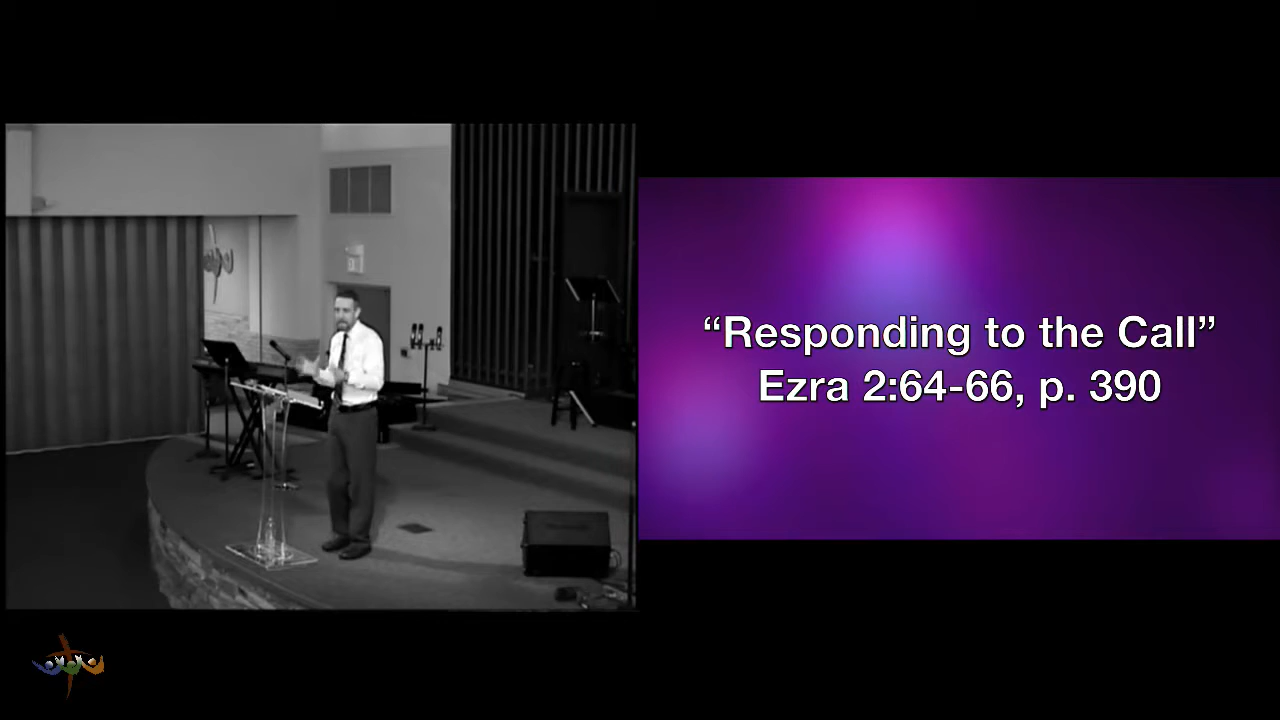 “Responding to the Call”
Ezra 2:64-66, p. 390